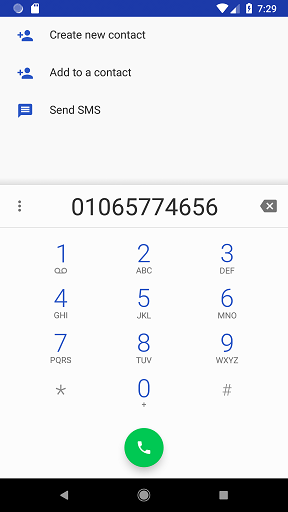 7:29
Create new contact
Add to a contact
Send SMS
01065774656
1 2 3
ABC DEF
4 5 6
GHI JKL MNO
7 8 9
PQRS TUV WXYZ
* 0 #
+